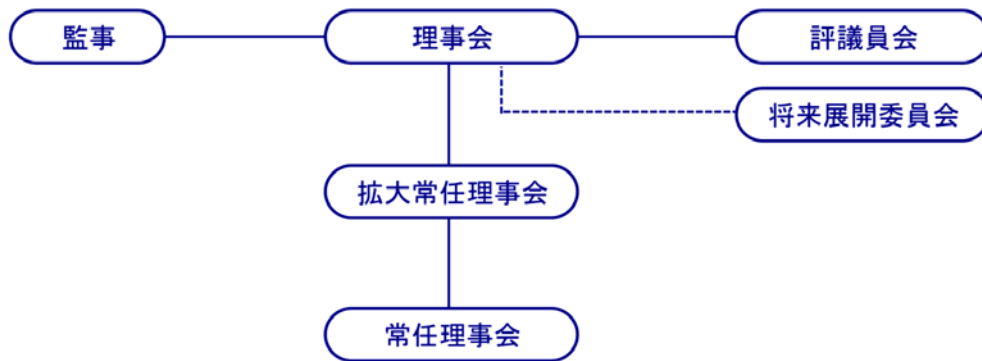 監事
理事会
評議員会
将来展開委員会
拡大常任理事会
常任理事会